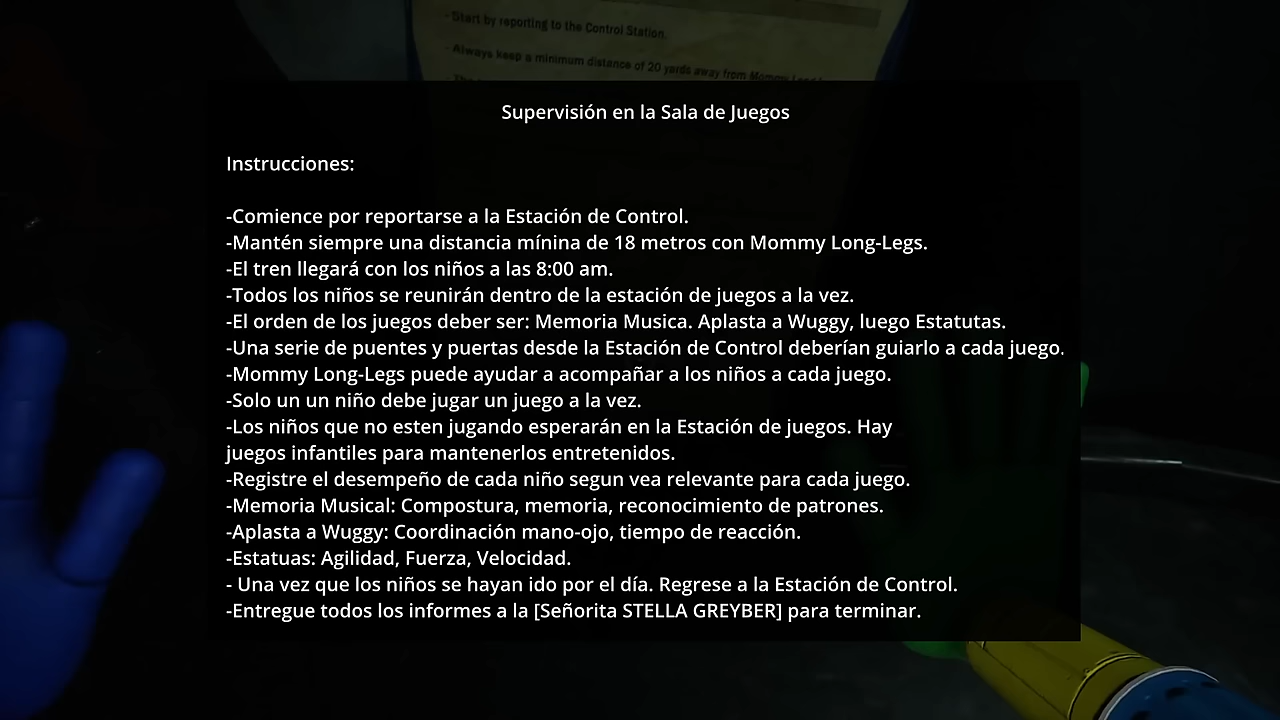 -Start by reporting to the Control Station.
-Always keep a minimum distance of 20 yards away from Mommy Long
Supervisión en la Sala de Juegos
Instrucciones:
-Comience por reportarse a la Estación de Control.
-Mantén siempre una distancia mínina de 18 metros con Mommy Long-Legs.
-El tren llegará con los niños a las 8:00 am.
-Todos los niños se reunirán dentro de la estación de juegos a la vez.
-El orden de los juegos deber ser: Memoria Musica. Aplasta a Wuggy, luego Estatutas.
-Una serie de puentes y puertas desde la Estación de Control deberían guiarlo a cada juego.
-Mommy Long-Legs puede ayudar a acompañar a los niños a cada juego.
-Solo un un niño debe jugar un juego a la vez.
-Los niños que no esten jugando esperarán en la Estación de juegos. Hay
juegos infantiles para mantenerlos entretenidos.
-Registre el desempeño de cada niño segun vea relevante para cada juego.
-Memoria Musical: Compostura, memoria, reconocimiento de patrones.
-Aplasta a Wuggy: Coordinación mano-ojo, tiempo de reacción.
-Estatuas: Agilidad, Fuerza, Velocidad.
- Una vez que los niños se hayan ido por el día. Regrese a la Estación de Control.
-Entregue todos los informes a la [Señorita STELLA GREYBER] para terminar.